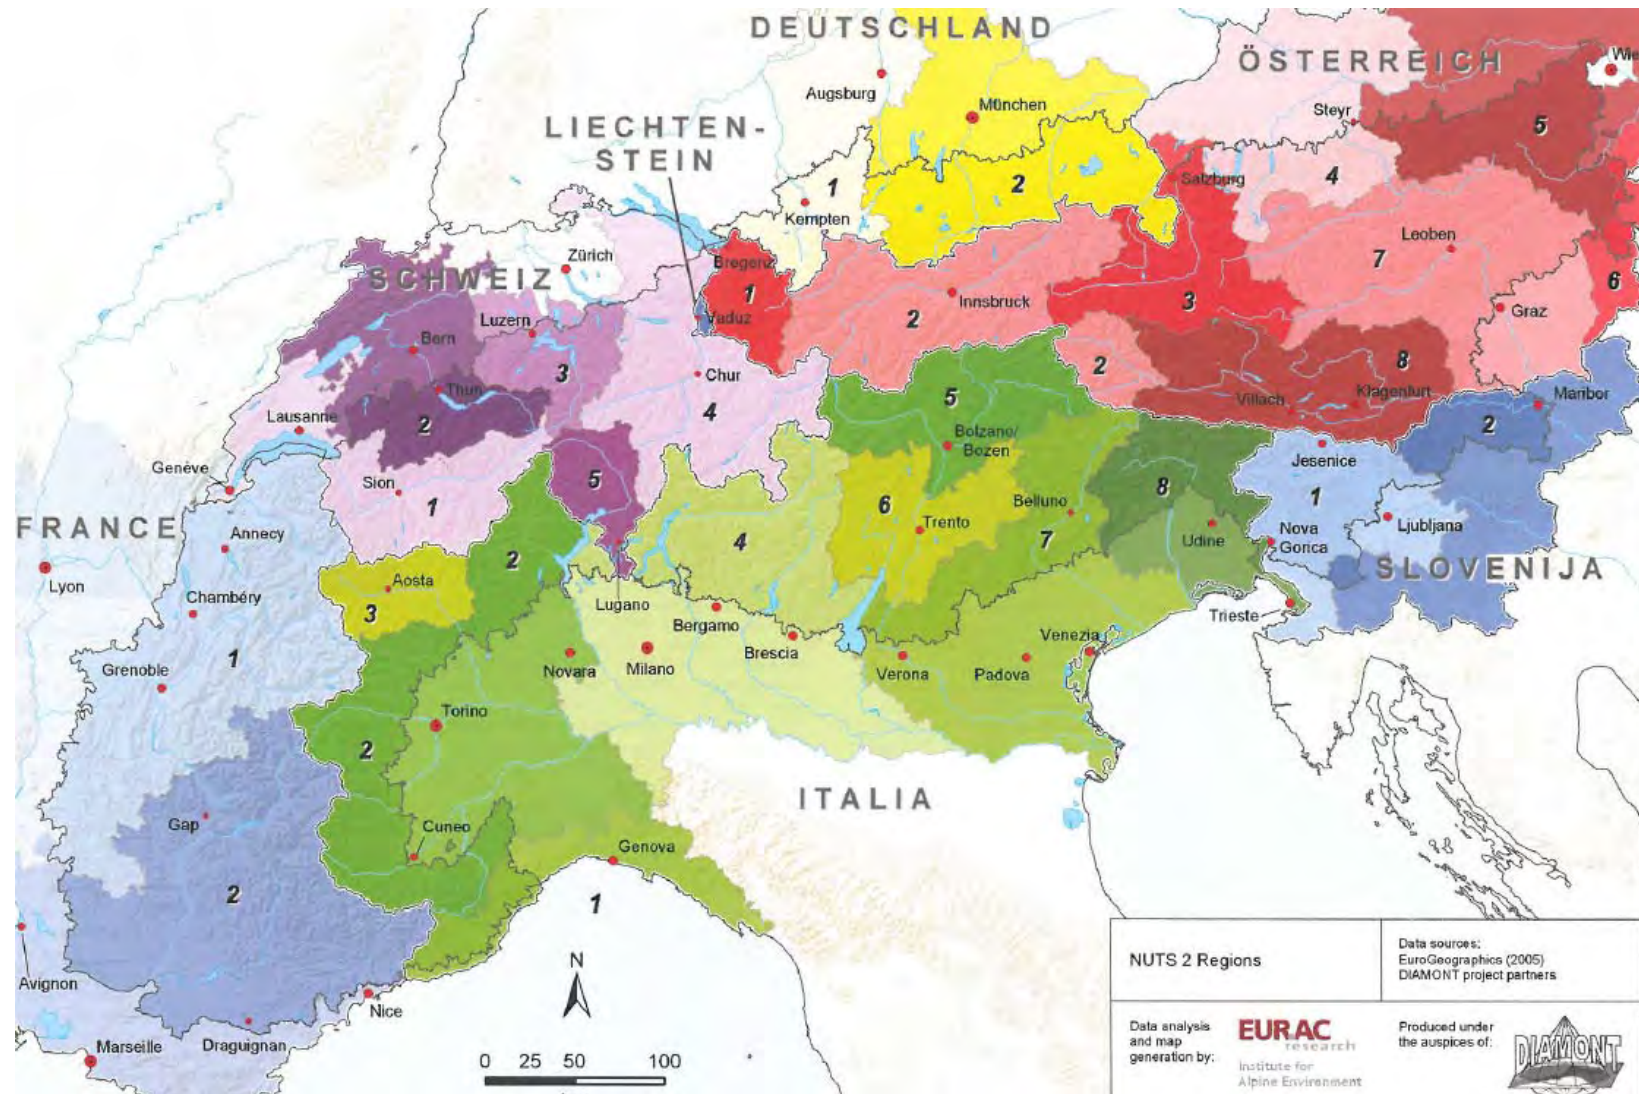 DEUTSCHLAND
ÖSTERREICH
Wie
Augsburg
München
Steyr
5
LIECHTEN-
STEIN
1
2
Salzburg
4
Kempten
Leoben
7
Zürich
SCHWEIZ
Bregenz
1
6
Innsbruck
3
Graz
Luzern
Vaduz
2
Bern
8
3
Chur
2
Thun
5
Villach
Klagenfurt
Maribor
4
Lausanne
2
2
Bolzano/
Bozen
Jesenice
Genève
Sion
5
8
1
1
6
Belluno
FRANCE
Annecy
Trento
Nova
Gorica
Ljubljana
4
7
Udine
2
Lyon
Aosta
SLOVENIJA
Chambéry
3
Lugano
Bergamo
Trieste
Venezia
1
Grenoble
Novara
Milano
Brescia
Verona
Padova
Torino
2
ITALIA
Gap
Cuneo
Genova
2
1
N
NUTS 2 Regions
Data sources:
EuroGeographics (2005)
DIAMONT project partners
Avignon
Nice
Data analysis
and map
generation by:
EURAC
research
Institute for
Alpine Environment
Produced under
the auspices of:
DIAMONT
Marseille
Draguignan
0 25 50 100